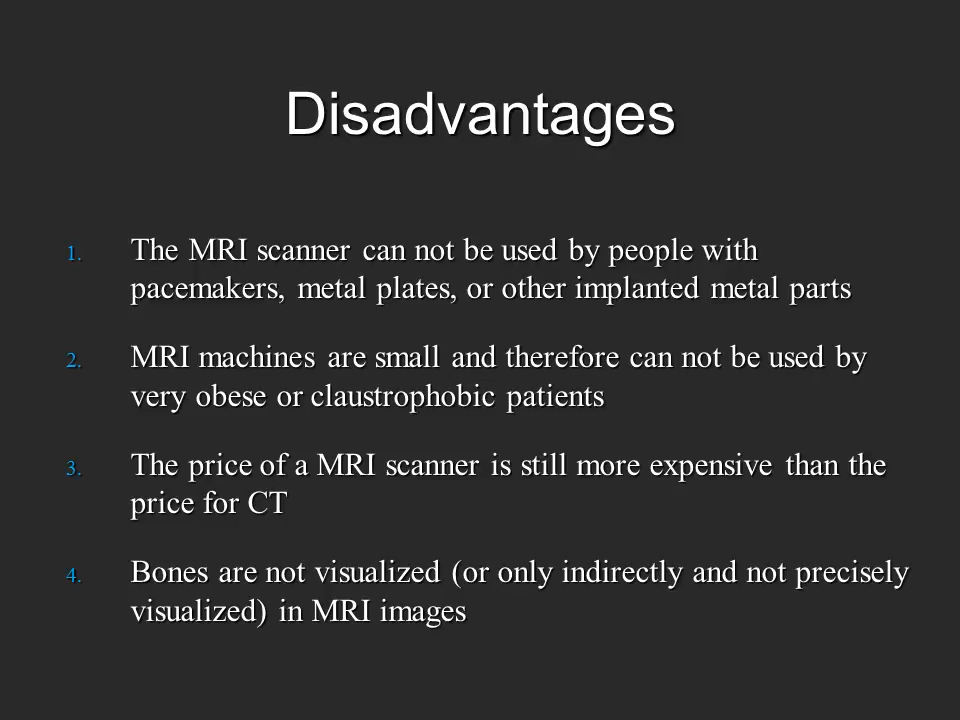 Disadvantages
1. The MRI scanner can not be used by people with
pacemakers, metal plates, or other implanted metal parts
2. MRI machines are small and therefore can not be used by
very obese or claustrophobic patients
3. The price of a MRI scanner is still more expensive than the
price for CT
4. Bones are not visualized (or only indirectly and not precisely
visualized) in MRI images